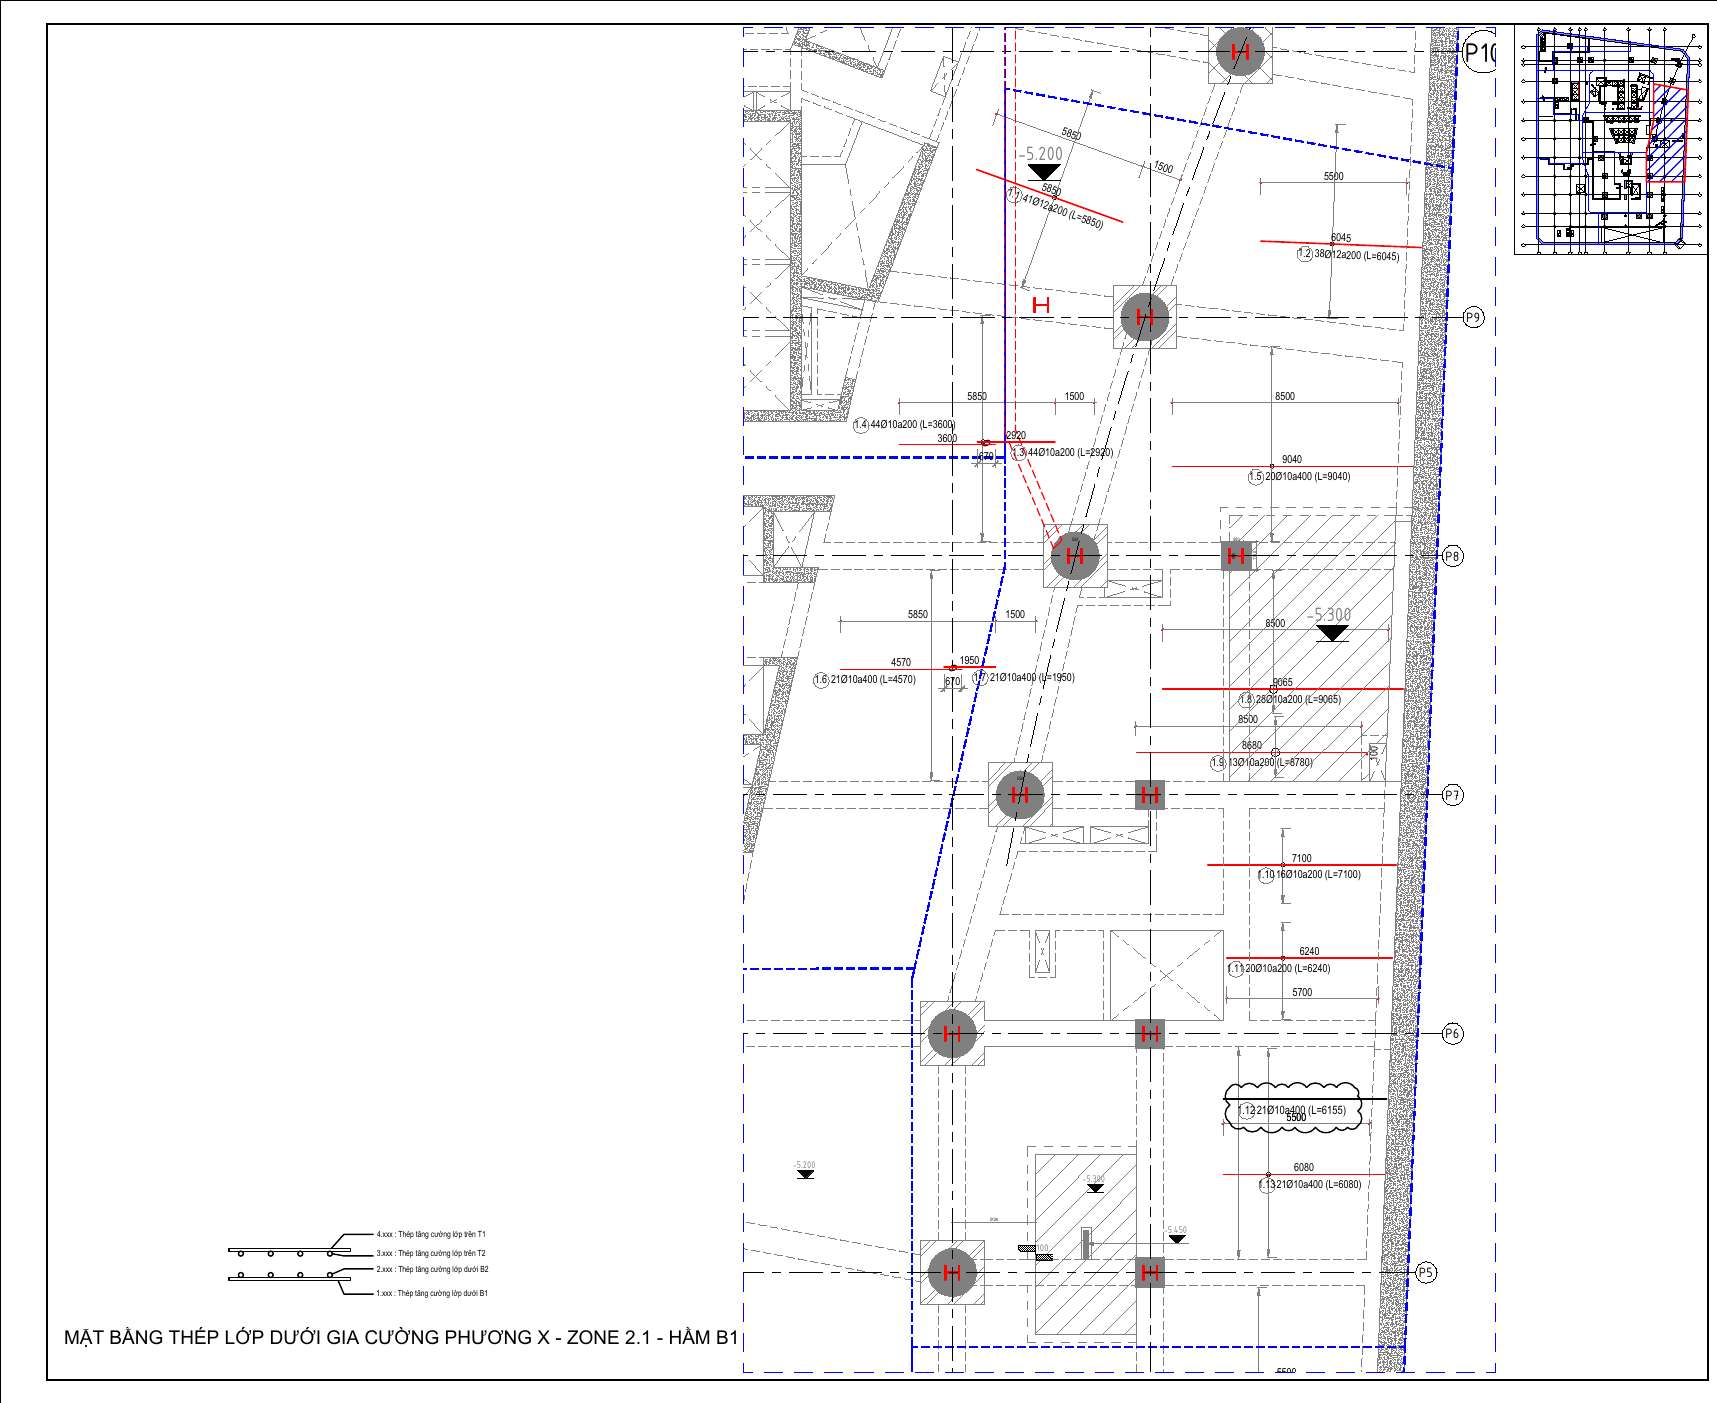 P10
5850
-5.200
1500
5500
5850
1.1 41Ø12a200 (L=5850)
6045
1.2 38Ø12a200 (L=6045)
P9
5850
1500
8500
1.4 44Ø10a200 (L=3600)
3600
2920
670
1.3 44Ø10a200 (L=2920)
9040
1.5 20Ø10a400 (L=9040)
P8
5850
1500
-5.300
8500
4570
1950
1.6 21Ø10a400 (L=4570)
670
1.7 21Ø10a400 (L=1950)
9065
1.8 28Ø10a200 (L=9065)
8500
8680
100
1.9 13Ø10a200 (L=8780)
P7
7100
1.10 16Ø10a200 (L=7100)
6240
1.11 20Ø10a200 (L=6240)
5700
P6
1.12 21Ø10a400 (L=6155)
5500
-5.200
6080
-5.300
1.13 21Ø10a400 (L=6080)
-5.450
100
P5
4.xxx : Thép tăng cường lớp trên T1
3.xxx : Thép tăng cường lớp trên T2
2.xxx : Thép tăng cường lớp dưới B2
1.xxx : Thép tăng cường lớp dưới B1
MẶT BẰNG THÉP LỚP DƯỚI GIA CƯỜNG PHƯƠNG X - ZONE 2.1 - HẦM B1
5500